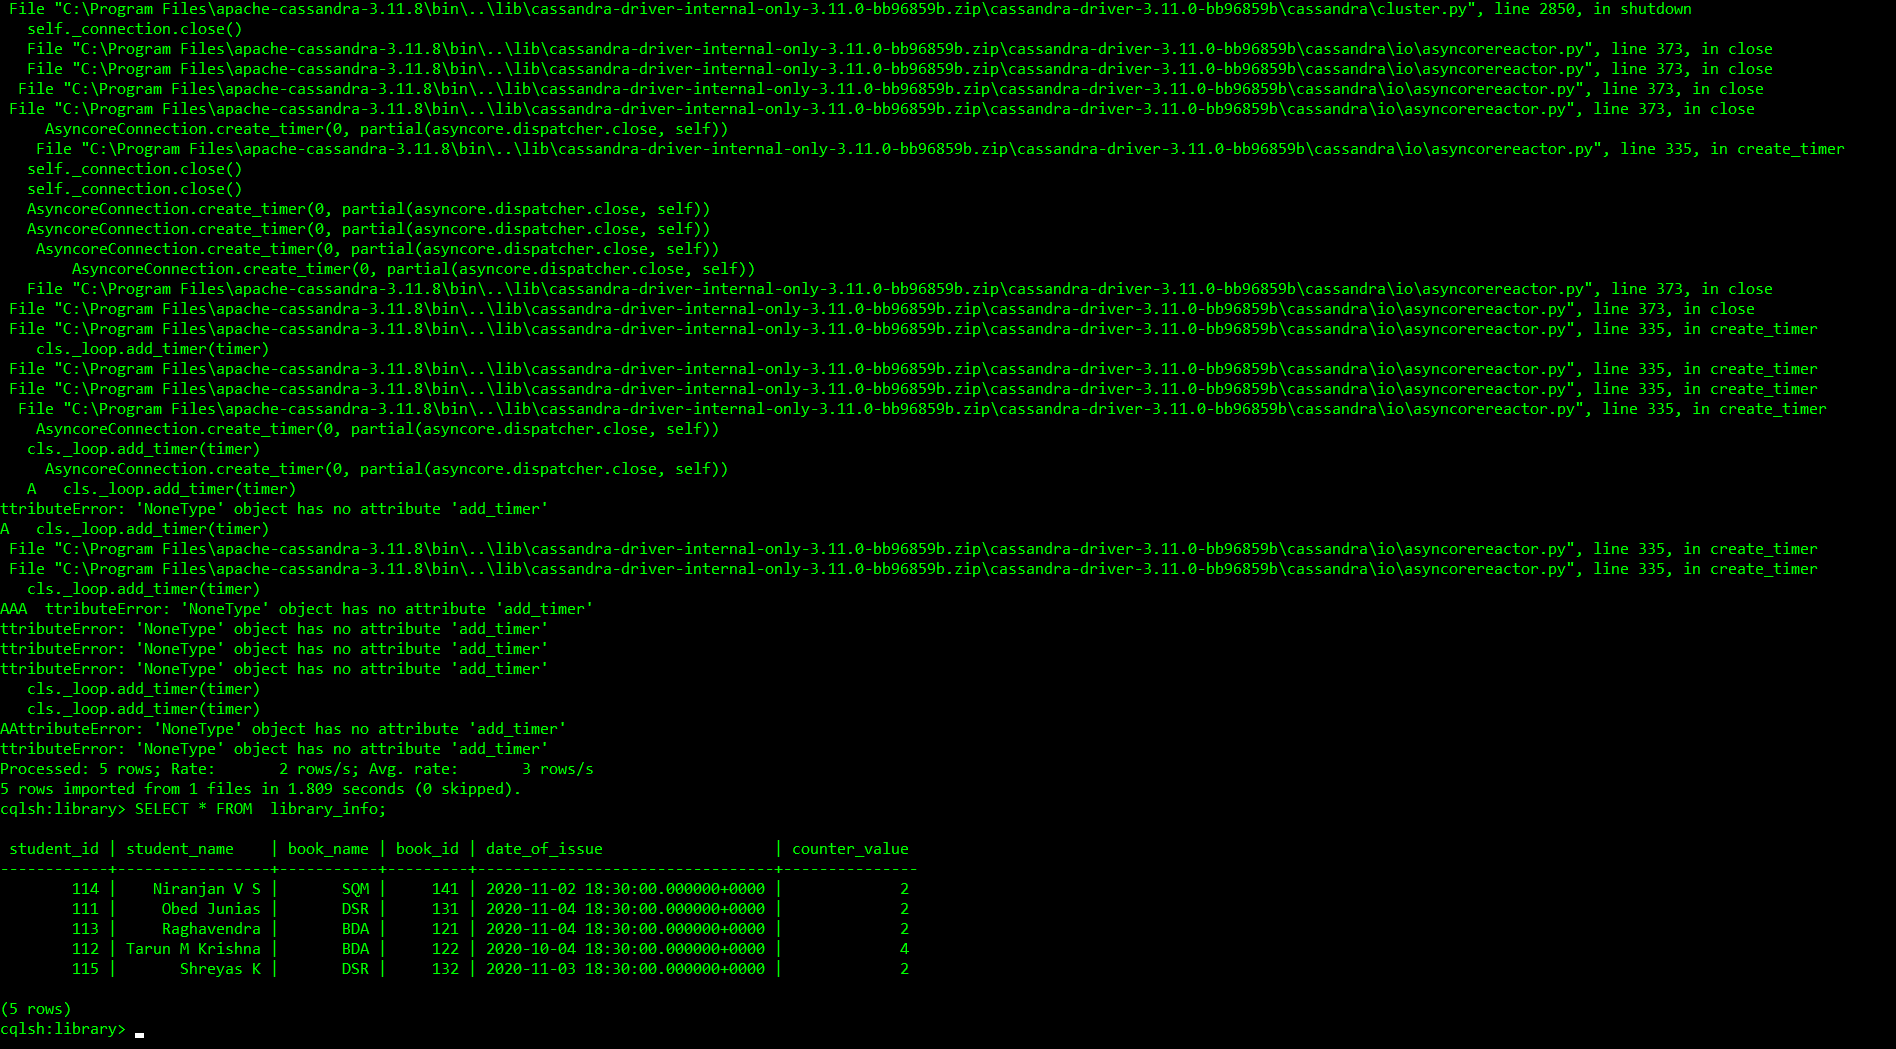 File "C:\Program Files\apache-cassandra-3.11.8\bin\..\lib\cassandra-driver-internal-only-3.11.0-bb96859b.zip\cassandra-driver-3.11.0-bb96859b\cassandra\cluster.py", line 2850, in shutdown
   self._connection.close()
   File "C:\Program Files\apache-cassandra-3.11.8\bin\..\lib\cassandra-driver-internal-only-3.11.0-bb96859b.zip\cassandra-driver-3.11.0-bb96859b\cassandra\io\asyncorereactor.py", line 373, in close
   File "C:\Program Files\apache-cassandra-3.11.8\bin\..\lib\cassandra-driver-internal-only-3.11.0-bb96859b.zip\cassandra-driver-3.11.0-bb96859b\cassandra\io\asyncorereactor.py", line 373, in close
  File "C:\Program Files\apache-cassandra-3.11.8\bin\..\lib\cassandra-driver-internal-only-3.11.0-bb96859b.zip\cassandra-driver-3.11.0-bb96859b\cassandra\io\asyncorereactor.py", line 373, in close
 File "C:\Program Files\apache-cassandra-3.11.8\bin\..\lib\cassandra-driver-internal-only-3.11.0-bb96859b.zip\cassandra-driver-3.11.0-bb96859b\cassandra\io\asyncorereactor.py", line 373, in close
     AsyncoreConnection.create_timer(0, partial(asyncore.dispatcher.close, self))
    File "C:\Program Files\apache-cassandra-3.11.8\bin\..\lib\cassandra-driver-internal-only-3.11.0-bb96859b.zip\cassandra-driver-3.11.0-bb96859b\cassandra\io\asyncorereactor.py", line 335, in create_timer
   self._connection.close()
   self._connection.close()
   AsyncoreConnection.create_timer(0, partial(asyncore.dispatcher.close, self))
   AsyncoreConnection.create_timer(0, partial(asyncore.dispatcher.close, self))
    AsyncoreConnection.create_timer(0, partial(asyncore.dispatcher.close, self))
        AsyncoreConnection.create_timer(0, partial(asyncore.dispatcher.close, self))
   File "C:\Program Files\apache-cassandra-3.11.8\bin\..\lib\cassandra-driver-internal-only-3.11.0-bb96859b.zip\cassandra-driver-3.11.0-bb96859b\cassandra\io\asyncorereactor.py", line 373, in close
 File "C:\Program Files\apache-cassandra-3.11.8\bin\..\lib\cassandra-driver-internal-only-3.11.0-bb96859b.zip\cassandra-driver-3.11.0-bb96859b\cassandra\io\asyncorereactor.py", line 373, in close
 File "C:\Program Files\apache-cassandra-3.11.8\bin\..\lib\cassandra-driver-internal-only-3.11.0-bb96859b.zip\cassandra-driver-3.11.0-bb96859b\cassandra\io\asyncorereactor.py", line 335, in create_timer
    cls._loop.add_timer(timer)
 File "C:\Program Files\apache-cassandra-3.11.8\bin\..\lib\cassandra-driver-internal-only-3.11.0-bb96859b.zip\cassandra-driver-3.11.0-bb96859b\cassandra\io\asyncorereactor.py", line 335, in create_timer
 File "C:\Program Files\apache-cassandra-3.11.8\bin\..\lib\cassandra-driver-internal-only-3.11.0-bb96859b.zip\cassandra-driver-3.11.0-bb96859b\cassandra\io\asyncorereactor.py", line 335, in create_timer
  File "C:\Program Files\apache-cassandra-3.11.8\bin\..\lib\cassandra-driver-internal-only-3.11.0-bb96859b.zip\cassandra-driver-3.11.0-bb96859b\cassandra\io\asyncorereactor.py", line 335, in create_timer
    AsyncoreConnection.create_timer(0, partial(asyncore.dispatcher.close, self))
   cls._loop.add_timer(timer)
     AsyncoreConnection.create_timer(0, partial(asyncore.dispatcher.close, self))
   A   cls._loop.add_timer(timer)
ttributeError: 'NoneType' object has no attribute 'add_timer'
A   cls._loop.add_timer(timer)
 File "C:\Program Files\apache-cassandra-3.11.8\bin\..\lib\cassandra-driver-internal-only-3.11.0-bb96859b.zip\cassandra-driver-3.11.0-bb96859b\cassandra\io\asyncorereactor.py", line 335, in create_timer
 File "C:\Program Files\apache-cassandra-3.11.8\bin\..\lib\cassandra-driver-internal-only-3.11.0-bb96859b.zip\cassandra-driver-3.11.0-bb96859b\cassandra\io\asyncorereactor.py", line 335, in create_timer
   cls._loop.add_timer(timer)
AAA  ttributeError: 'NoneType' object has no attribute 'add_timer'
ttributeError: 'NoneType' object has no attribute 'add_timer'
ttributeError: 'NoneType' object has no attribute 'add_timer'
ttributeError: 'NoneType' object has no attribute 'add_timer'
   cls._loop.add_timer(timer)
   cls._loop.add_timer(timer)
AAttributeError: 'NoneType' object has no attribute 'add_timer'
ttributeError: 'NoneType' object has no attribute 'add_timer'
Processed: 5 rows; Rate:       2 rows/s; Avg. rate:       3 rows/s
5 rows imported from 1 files in 1.809 seconds (0 skipped).
cqlsh:library> SELECT * FROM  library_info;
 student_id | student_name    | book_name | book_id | date_of_issue                   | counter_value
------------+-----------------+-----------+---------+---------------------------------+---------------
        114 |    Niranjan V S |       SQM |     141 | 2020-11-02 18:30:00.000000+0000 |             2
        111 |     Obed Junias |       DSR |     131 | 2020-11-04 18:30:00.000000+0000 |             2
        113 |     Raghavendra |       BDA |     121 | 2020-11-04 18:30:00.000000+0000 |             2
        112 | Tarun M Krishna |       BDA |     122 | 2020-10-04 18:30:00.000000+0000 |             4
        115 |       Shreyas K |       DSR |     132 | 2020-11-03 18:30:00.000000+0000 |             2
(5 rows)
cqlsh:library>